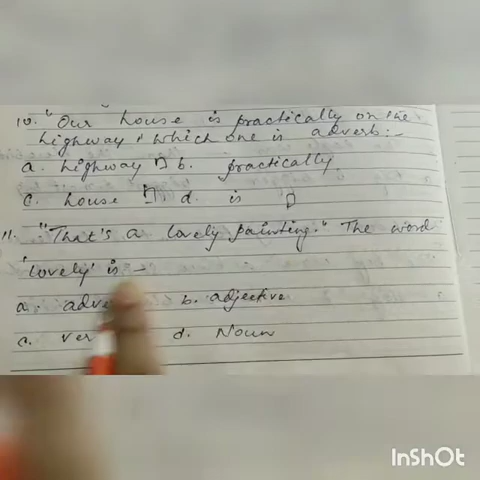 10. "Our house is practically on the
highway" which one is adverb:-
a. highway b. practically
c. house d. is
11. "That's a lovely painting." The word
'lovely' is -
a. b. adjective
c. d. Noun
InShOt